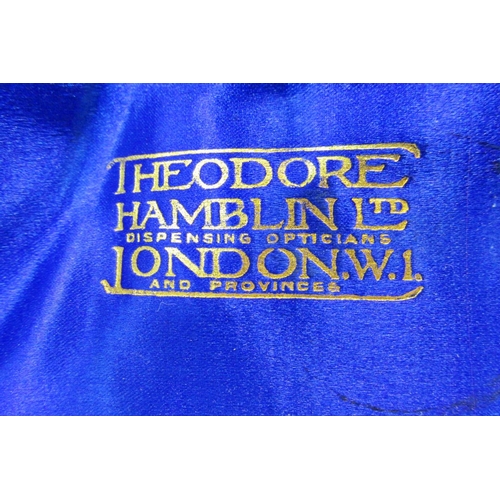 THEODORE
HAMBLIN LTD
DISPENSING OPTICIANS
LONDON.W.1.
AND PROVINCES